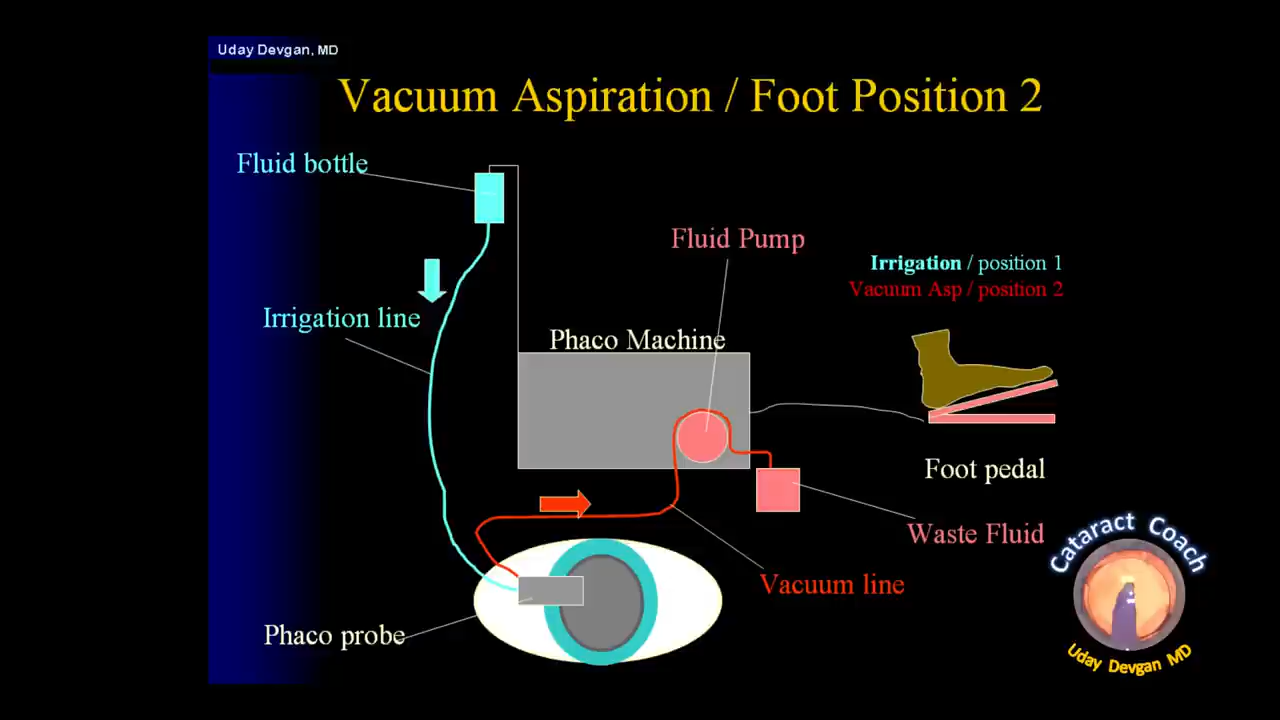 Uday Devgan, MD
Vacuum Aspiration / Foot Position 2
Fluid bottle
Fluid Pump
Irrigation / position 1
Vacuum Asp / position 2
Irrigation line
Phaco Machine
Foot pedal
Waste Fluid
Vacuum line
Phaco probe
Cataract Coach
Uday Devgan MD